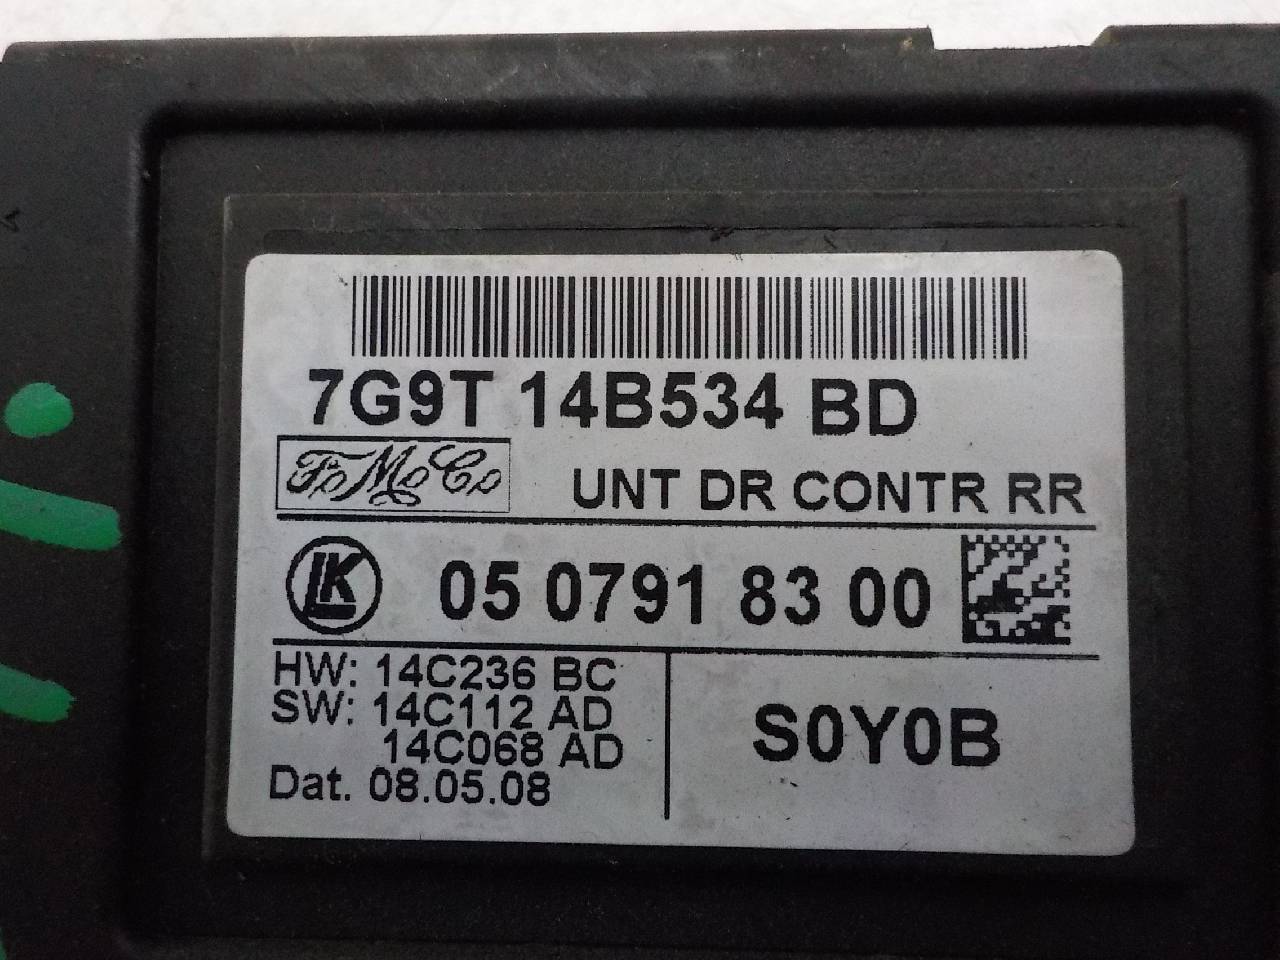 7G9T 14B534 BD
FoMoCo UNT DR CONTR RR
LK 05 0791 83 00
HW: 14C236 BC
SW: 14C112 AD
14C068 AD
Dat. 08.05.08
S0Y0B